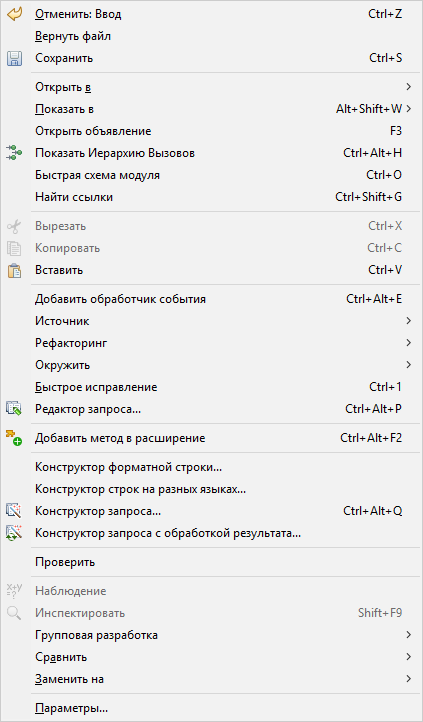 Отменить: Ввод Ctrl+Z
Вернуть файл
Сохранить Ctrl+S
Открыть в
Показать в Alt+Shift+W
Открыть объявление F3
Показать Иерархию Вызовов Ctrl+Alt+H
Быстрая схема модуля Ctrl+O
Найти ссылки Ctrl+Shift+G
Вырезать Ctrl+X
Копировать Ctrl+C
Вставить Ctrl+V
Добавить обработчик события Ctrl+Alt+E
Источник
Рефакторинг
Окружить
Быстрое исправление Ctrl+1
Редактор запроса... Ctrl+Alt+P
Добавить метод в расширение Ctrl+Alt+F2
Конструктор форматной строки...
Конструктор строк на разных языках...
Конструктор запроса... Ctrl+Alt+Q
Конструктор запроса с обработкой результата...
Проверить
Наблюдение
Инспектировать Shift+F9
Групповая разработка
Сравнить
Заменить на
Параметры...